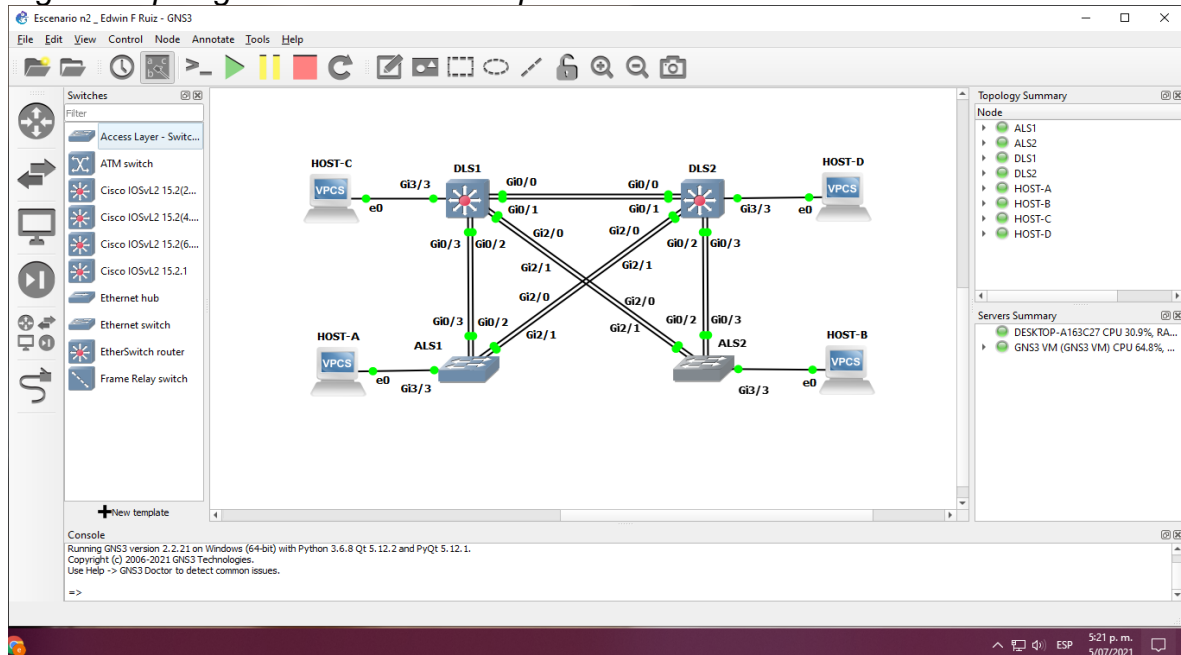 Escenario n2 _ Edwin F Ruiz - GNS3
File Edit View Control Node Annotate Tools Help
Switches
Filter
Access Layer - Switc...
ATM switch
Cisco IOSvL2 15.2(2...
Cisco IOSvL2 15.2(4....
Cisco IOSvL2 15.2(6....
Cisco IOSvL2 15.2.1
Ethernet hub
Ethernet switch
EtherSwitch router
Frame Relay switch
New template
HOST-C
DLS1
DLS2
HOST-D
VPCS
Gi3/3
Gi0/0
Gi0/0
VPCS
e0
Gi0/1
Gi0/1
Gi3/3
e0
Gi2/0
Gi2/0
Gi0/3
Gi0/2
Gi0/2
Gi0/3
Gi2/1
Gi2/1
Gi2/0
Gi2/0
Gi0/3
Gi0/2
Gi0/2
Gi0/3
HOST-A
ALS1
Gi2/1
Gi2/1
ALS2
HOST-B
VPCS
VPCS
e0
Gi3/3
Gi3/3
e0
Topology Summary
Node
ALS1
ALS2
DLS1
DLS2
HOST-A
HOST-B
HOST-C
HOST-D
Servers Summary
DESKTOP-A163C27 CPU 30.9%, RA...
GNS3 VM (GNS3 VM) CPU 64.8%, ...
Console
Running GNS3 version 2.2.21 on Windows (64-bit) with Python 3.6.8 Qt 5.12.2 and PyQt 5.12.1.
Copyright (c) 2006-2021 GNS3 Technologies.
Use Help -> GNS3 Doctor to detect common issues.
=>
ESP
5:21 p. m.
5/07/2021